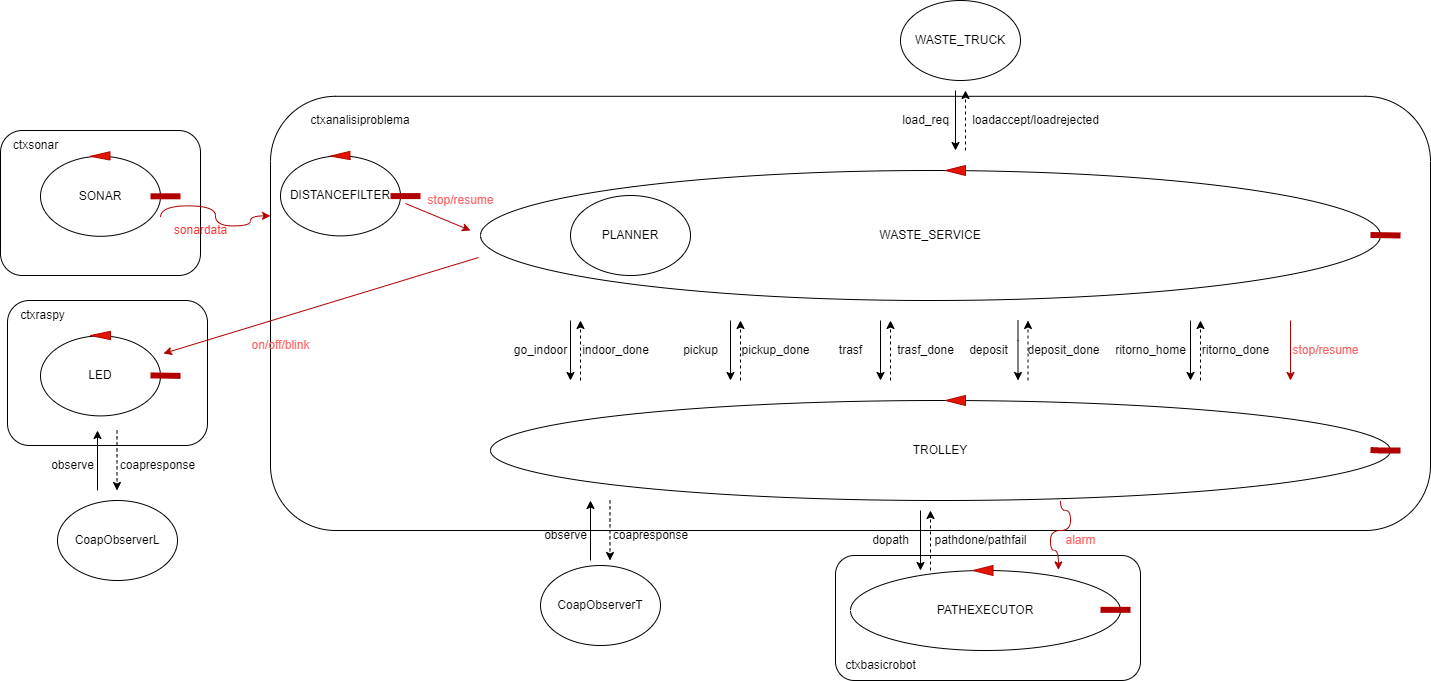 WASTE_TRUCK
ctxanalisiproblema
load_req
loadaccept/loadrejected
ctxsonar
SONAR
sonardata
DISTANCEFILTER
stop/resume
PLANNER
WASTE_SERVICE
ctxraspy
LED
on/off/blink
go_indoor
indoor_done
pickup
pickup_done
trasf
trasf_done
deposit
deposit_done
ritorno_home
ritorno_done
stop/resume
TROLLEY
observe
coapresponse
CoapObserverL
observe
coapresponse
CoapObserverT
dopath
pathdone/pathfail
alarm
PATHEXECUTOR
ctxbasicrobot